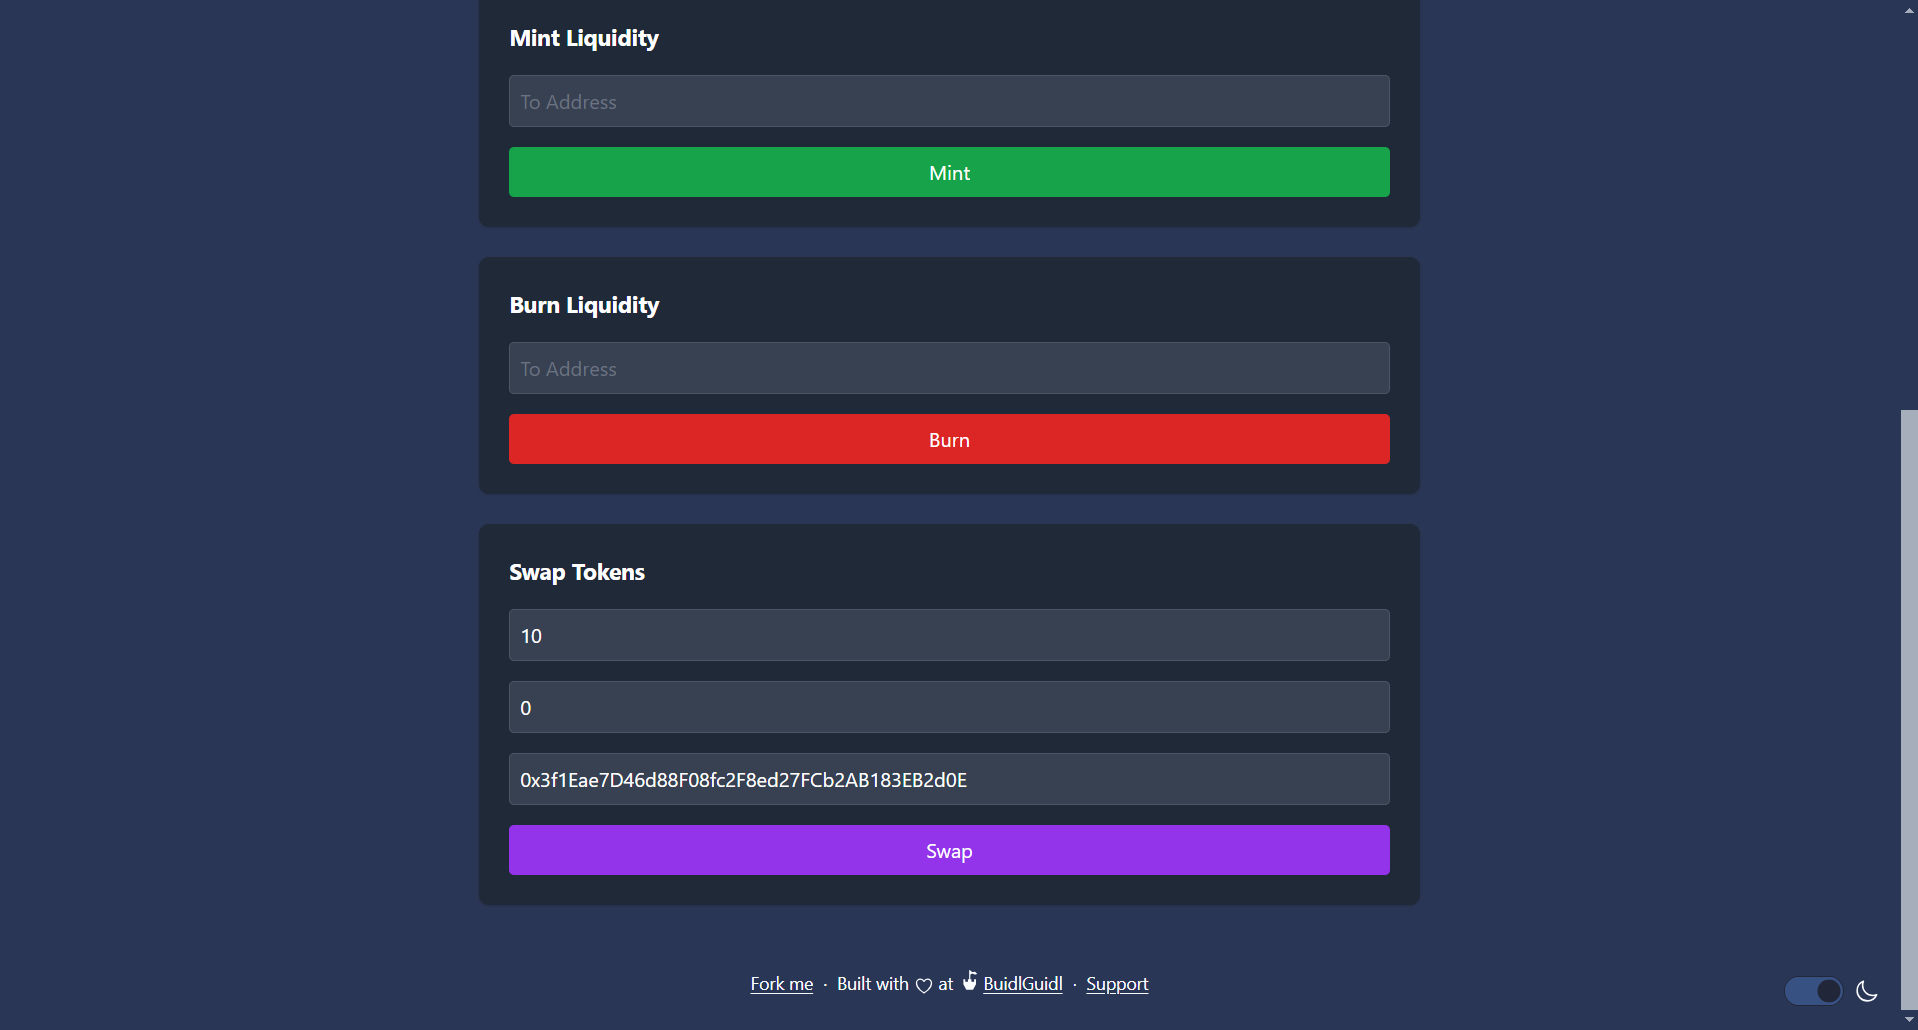 Mint Liquidity
To Address
Mint
Burn Liquidity
To Address
Burn
Swap Tokens
10
0
0x3f1Eae7D46d88F08fc2F8ed27FCb2AB183EB2d0E
Swap
Fork me · Built with ♡ at BuidlGuidl · Support